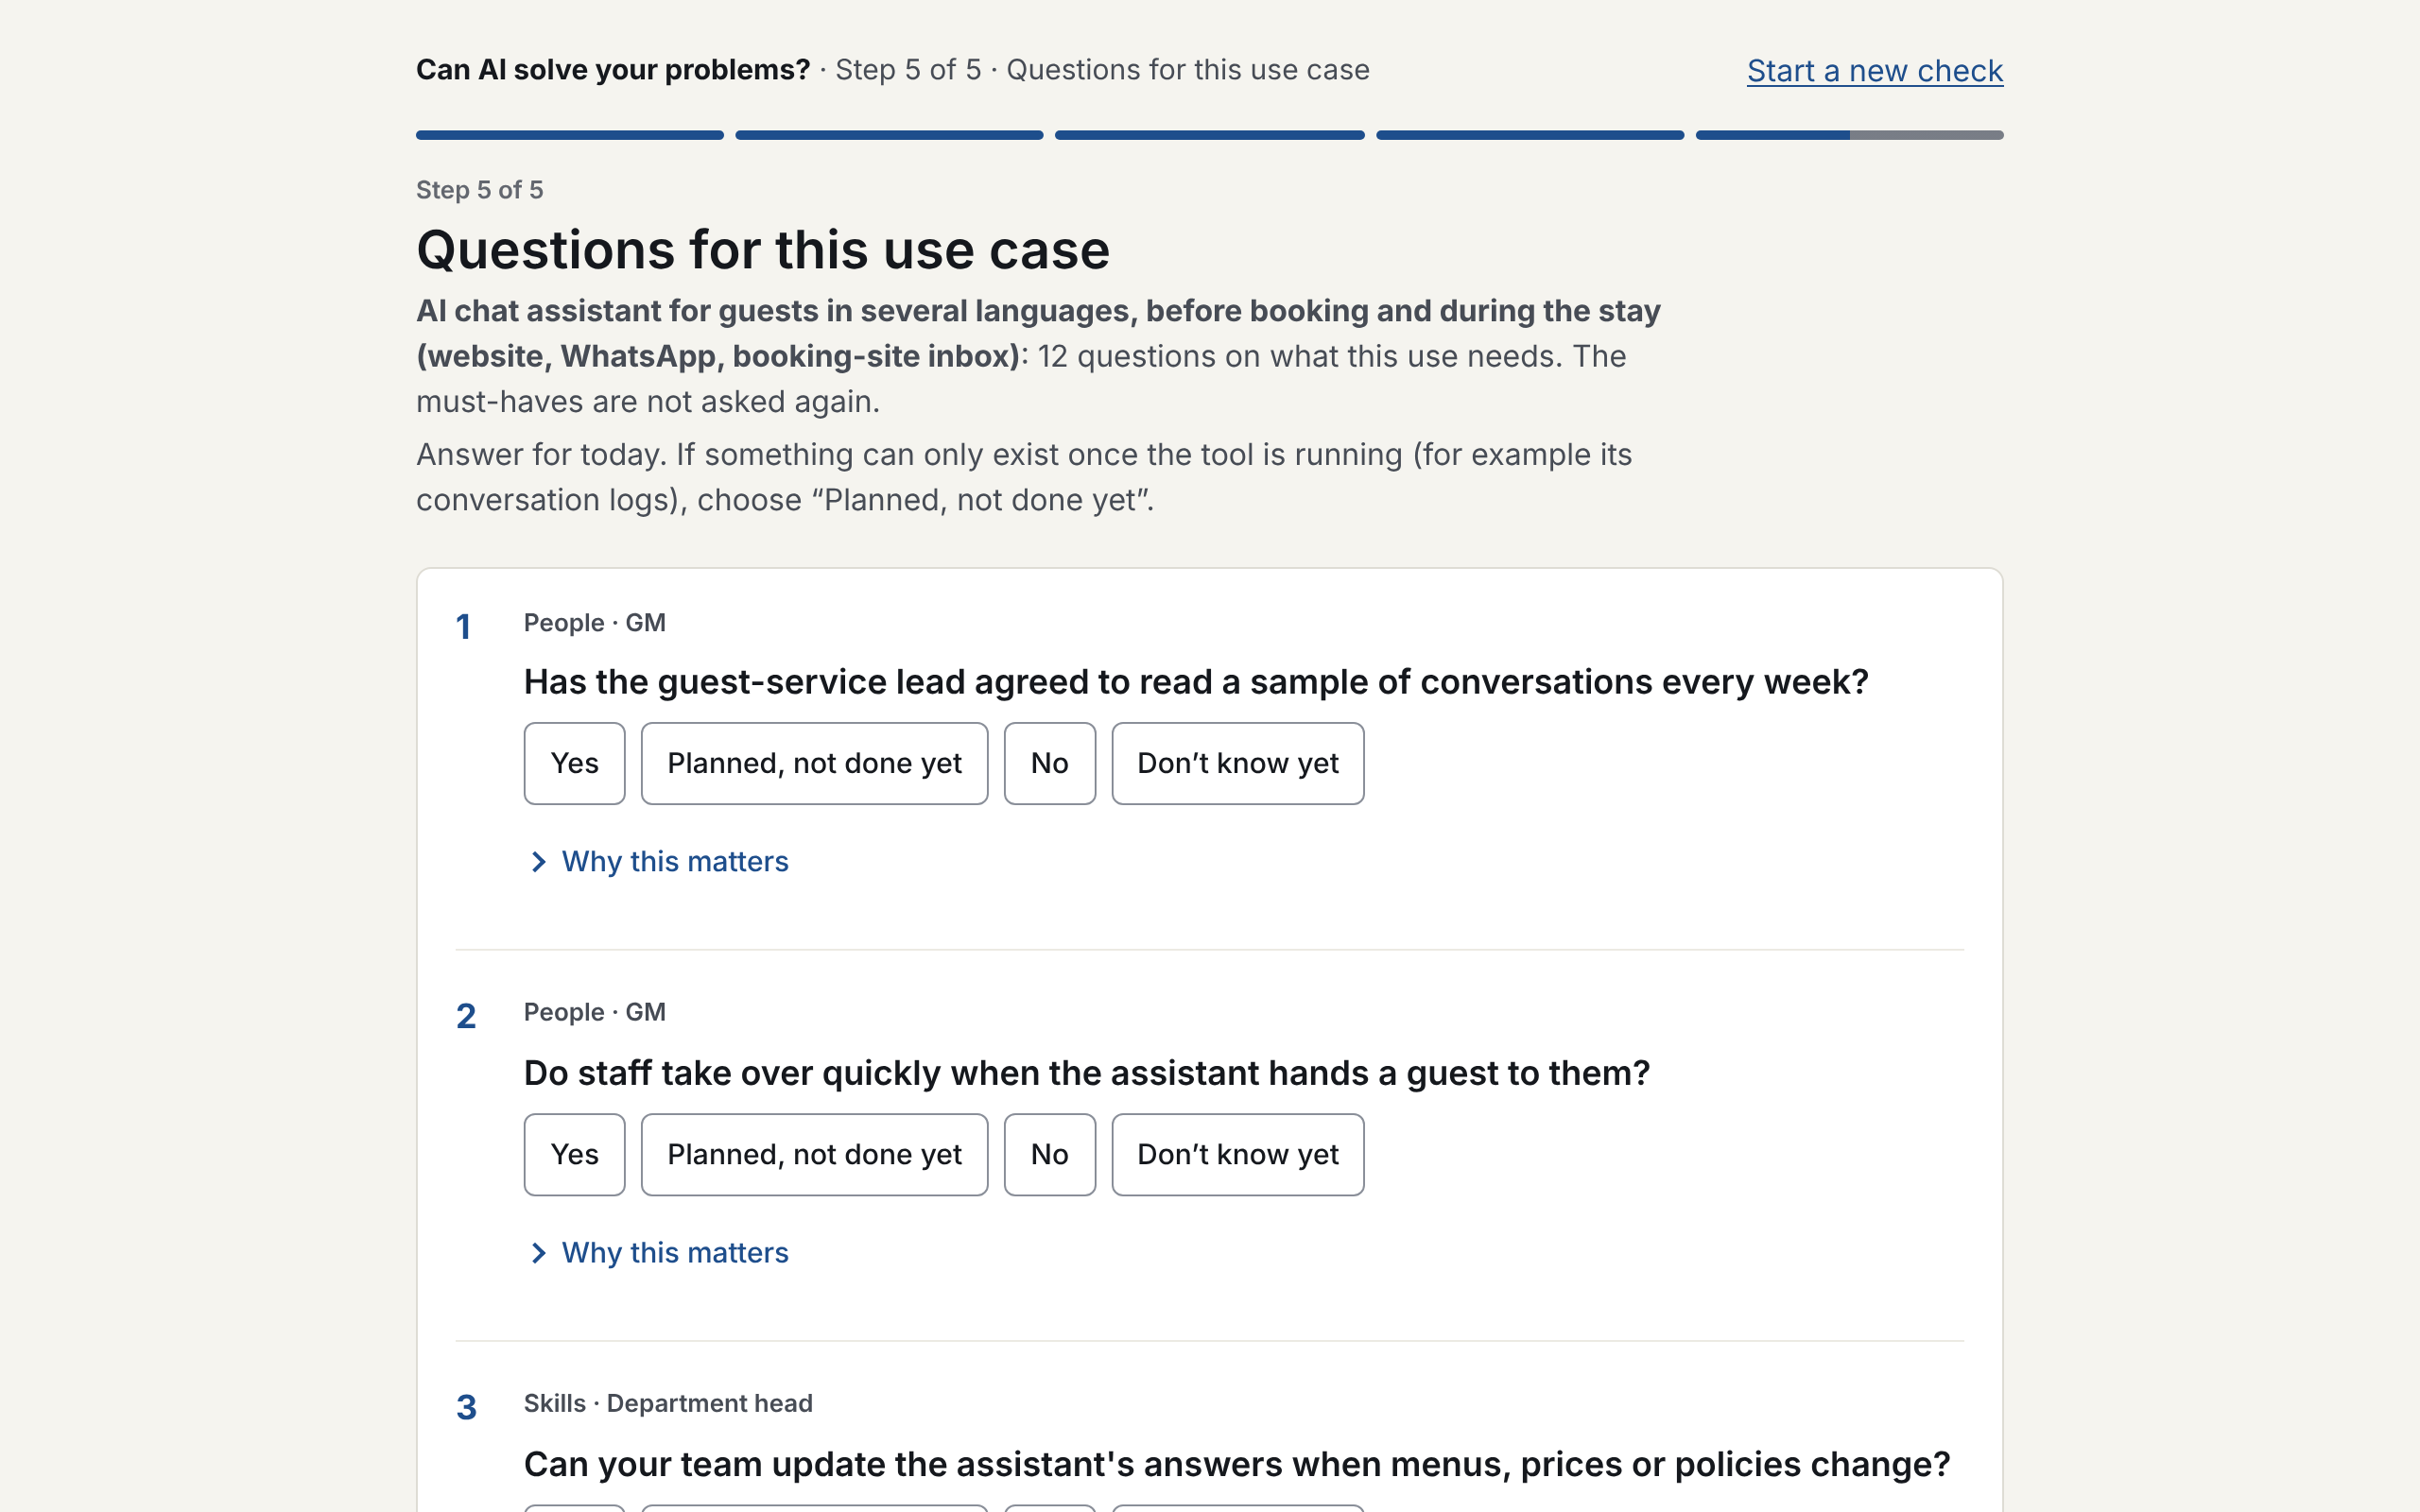 Can AI solve your problems? · Step 5 of 5 · Questions for this use case
Start a new check
Step 5 of 5
Questions for this use case
AI chat assistant for guests in several languages, before booking and during the stay
(website, WhatsApp, booking-site inbox): 12 questions on what this use needs. The
must-haves are not asked again.
Answer for today. If something can only exist once the tool is running (for example its
conversation logs), choose “Planned, not done yet”.
1 People · GM
Has the guest-service lead agreed to read a sample of conversations every week?
Yes Planned, not done yet No Don’t know yet
Why this matters
2 People · GM
Do staff take over quickly when the assistant hands a guest to them?
Yes Planned, not done yet No Don’t know yet
Why this matters
3 Skills · Department head
Can your team update the assistant's answers when menus, prices or policies change?